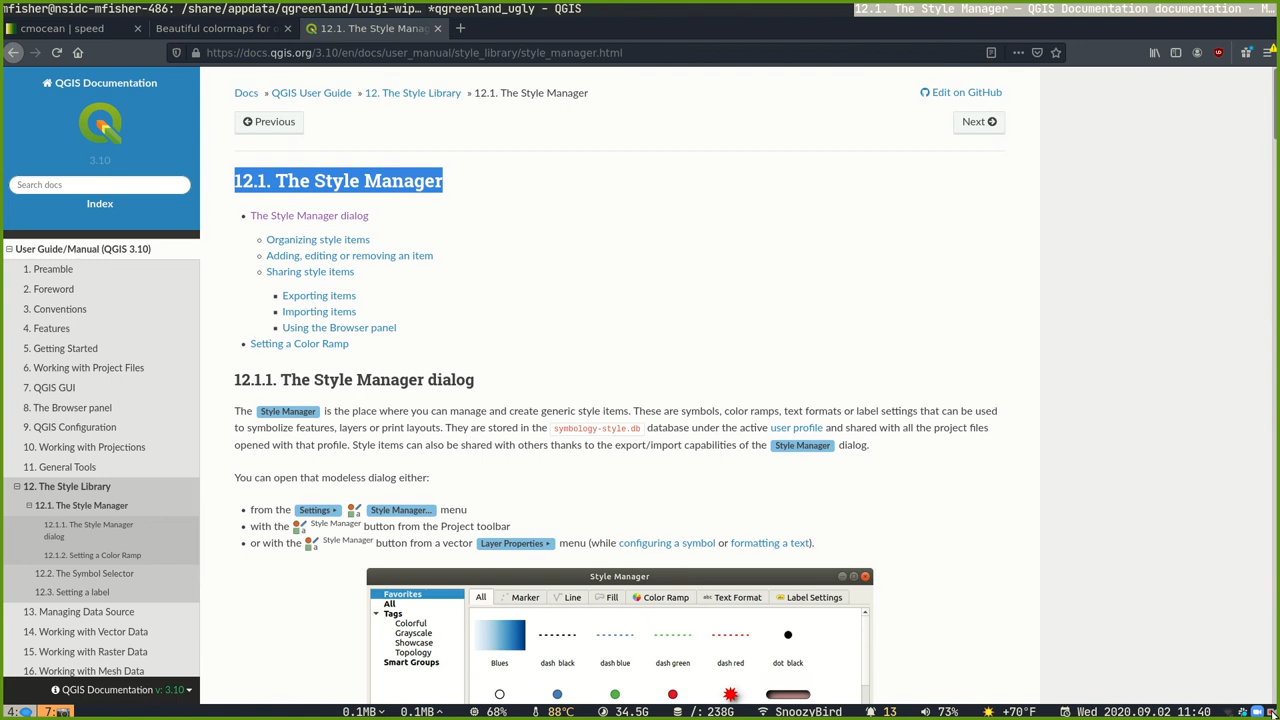 mfisher@nsidc-mfisher-486: /share/appdata/qgreenland/luigi-wip… *qgreenland_ugly — QGIS
12.1. The Style Manager — QGIS Documentation documentation - M…
cmocean | speed
Beautiful colormaps for o
12.1. The Style Manag
https://docs.qgis.org/3.10/en/docs/user_manual/style_library/style_manager.html
QGIS Documentation
3.10
Search docs
Index
User Guide/Manual (QGIS 3.10)
1. Preamble
2. Foreword
3. Conventions
4. Features
5. Getting Started
6. Working with Project Files
7. QGIS GUI
8. The Browser panel
9. QGIS Configuration
10. Working with Projections
11. General Tools
12. The Style Library
12.1. The Style Manager
12.1.1. The Style Manager
dialog
12.1.2. Setting a Color Ramp
12.2. The Symbol Selector
12.3. Setting a label
13. Managing Data Source
14. Working with Vector Data
15. Working with Raster Data
16. Working with Mesh Data
QGIS Documentation v: 3.10
Docs » QGIS User Guide » 12. The Style Library » 12.1. The Style Manager
Edit on GitHub
Previous
Next
12.1. The Style Manager
The Style Manager dialog
Organizing style items
Adding, editing or removing an item
Sharing style items
Exporting items
Importing items
Using the Browser panel
Setting a Color Ramp
12.1.1. The Style Manager dialog
The Style Manager is the place where you can manage and create generic style items. These are symbols, color ramps, text formats or label settings that can be used
to symbolize features, layers or print layouts. They are stored in the symbology-style.db database under the active user profile and shared with all the project files
opened with that profile. Style items can also be shared with others thanks to the export/import capabilities of the Style Manager dialog.
You can open that modeless dialog either:
from the Settings ‣ Style Manager… menu
with the Style Manager button from the Project toolbar
or with the Style Manager button from a vector Layer Properties ‣ menu (while configuring a symbol or formatting a text).
Style Manager
Favorites
All
Tags
Colorful
Grayscale
Showcase
Topology
Smart Groups
All
Marker
Line
Fill
Color Ramp
abc Text Format
Label Settings
Blues
dash black
dash blue
dash green
dash red
dot black
4:
7:
0.1MB
0.1MB
68%
88°C
34.5G
/: 238G
SnoozyBird
13
73%
+70°F
Wed 2020.09.02 11:29:40